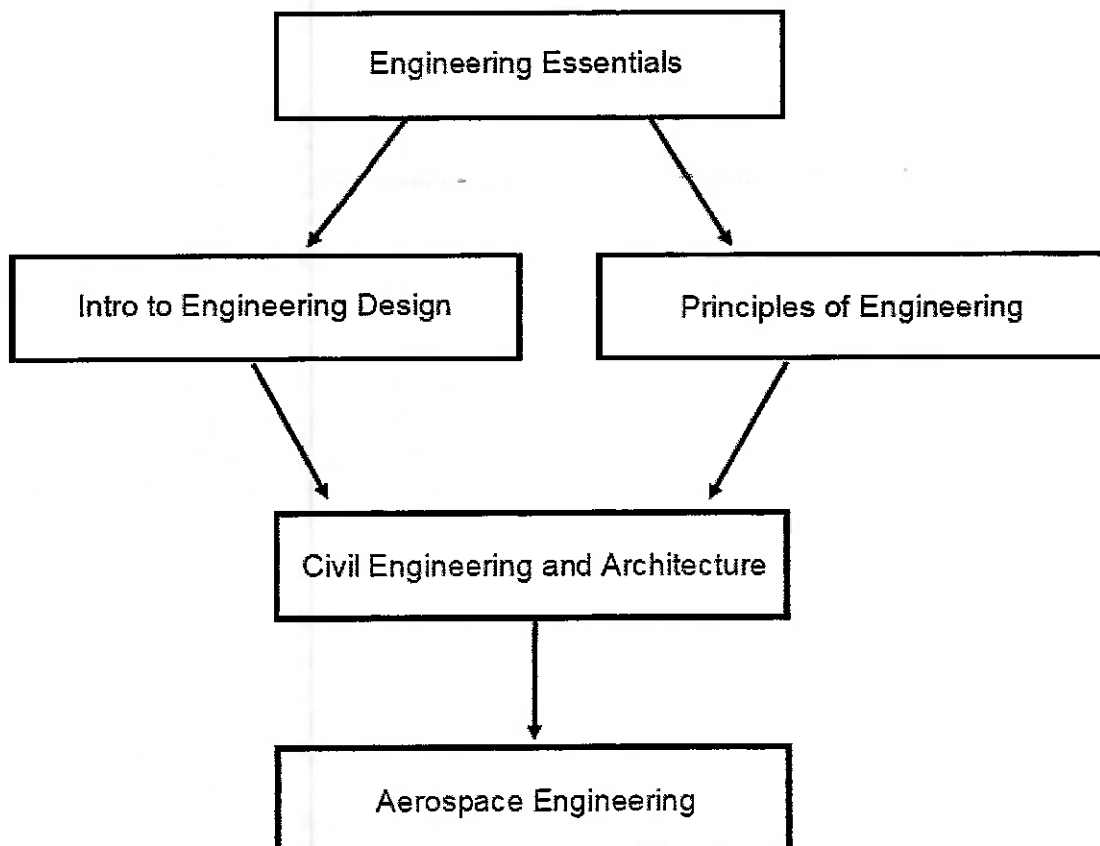 Engineering Essentials
Intro to Engineering Design
Principles of Engineering
Civil Engineering and Architecture
Aerospace Engineering